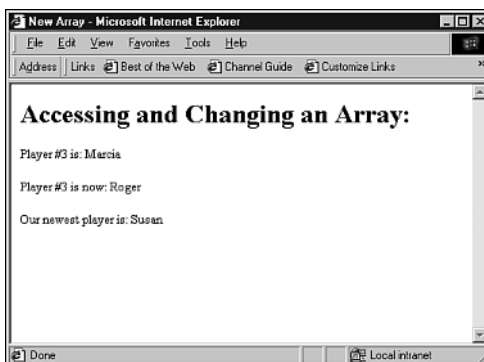 New Array - Microsoft Internet Explorer
File Edit View Favorites Tools Help
Address Links Best of the Web Channel Guide Customize Links »
Accessing and Changing an Array:
Player #3 is: Marcia
Player #3 is now: Roger
Our newest player is: Susan
Done Local intranet